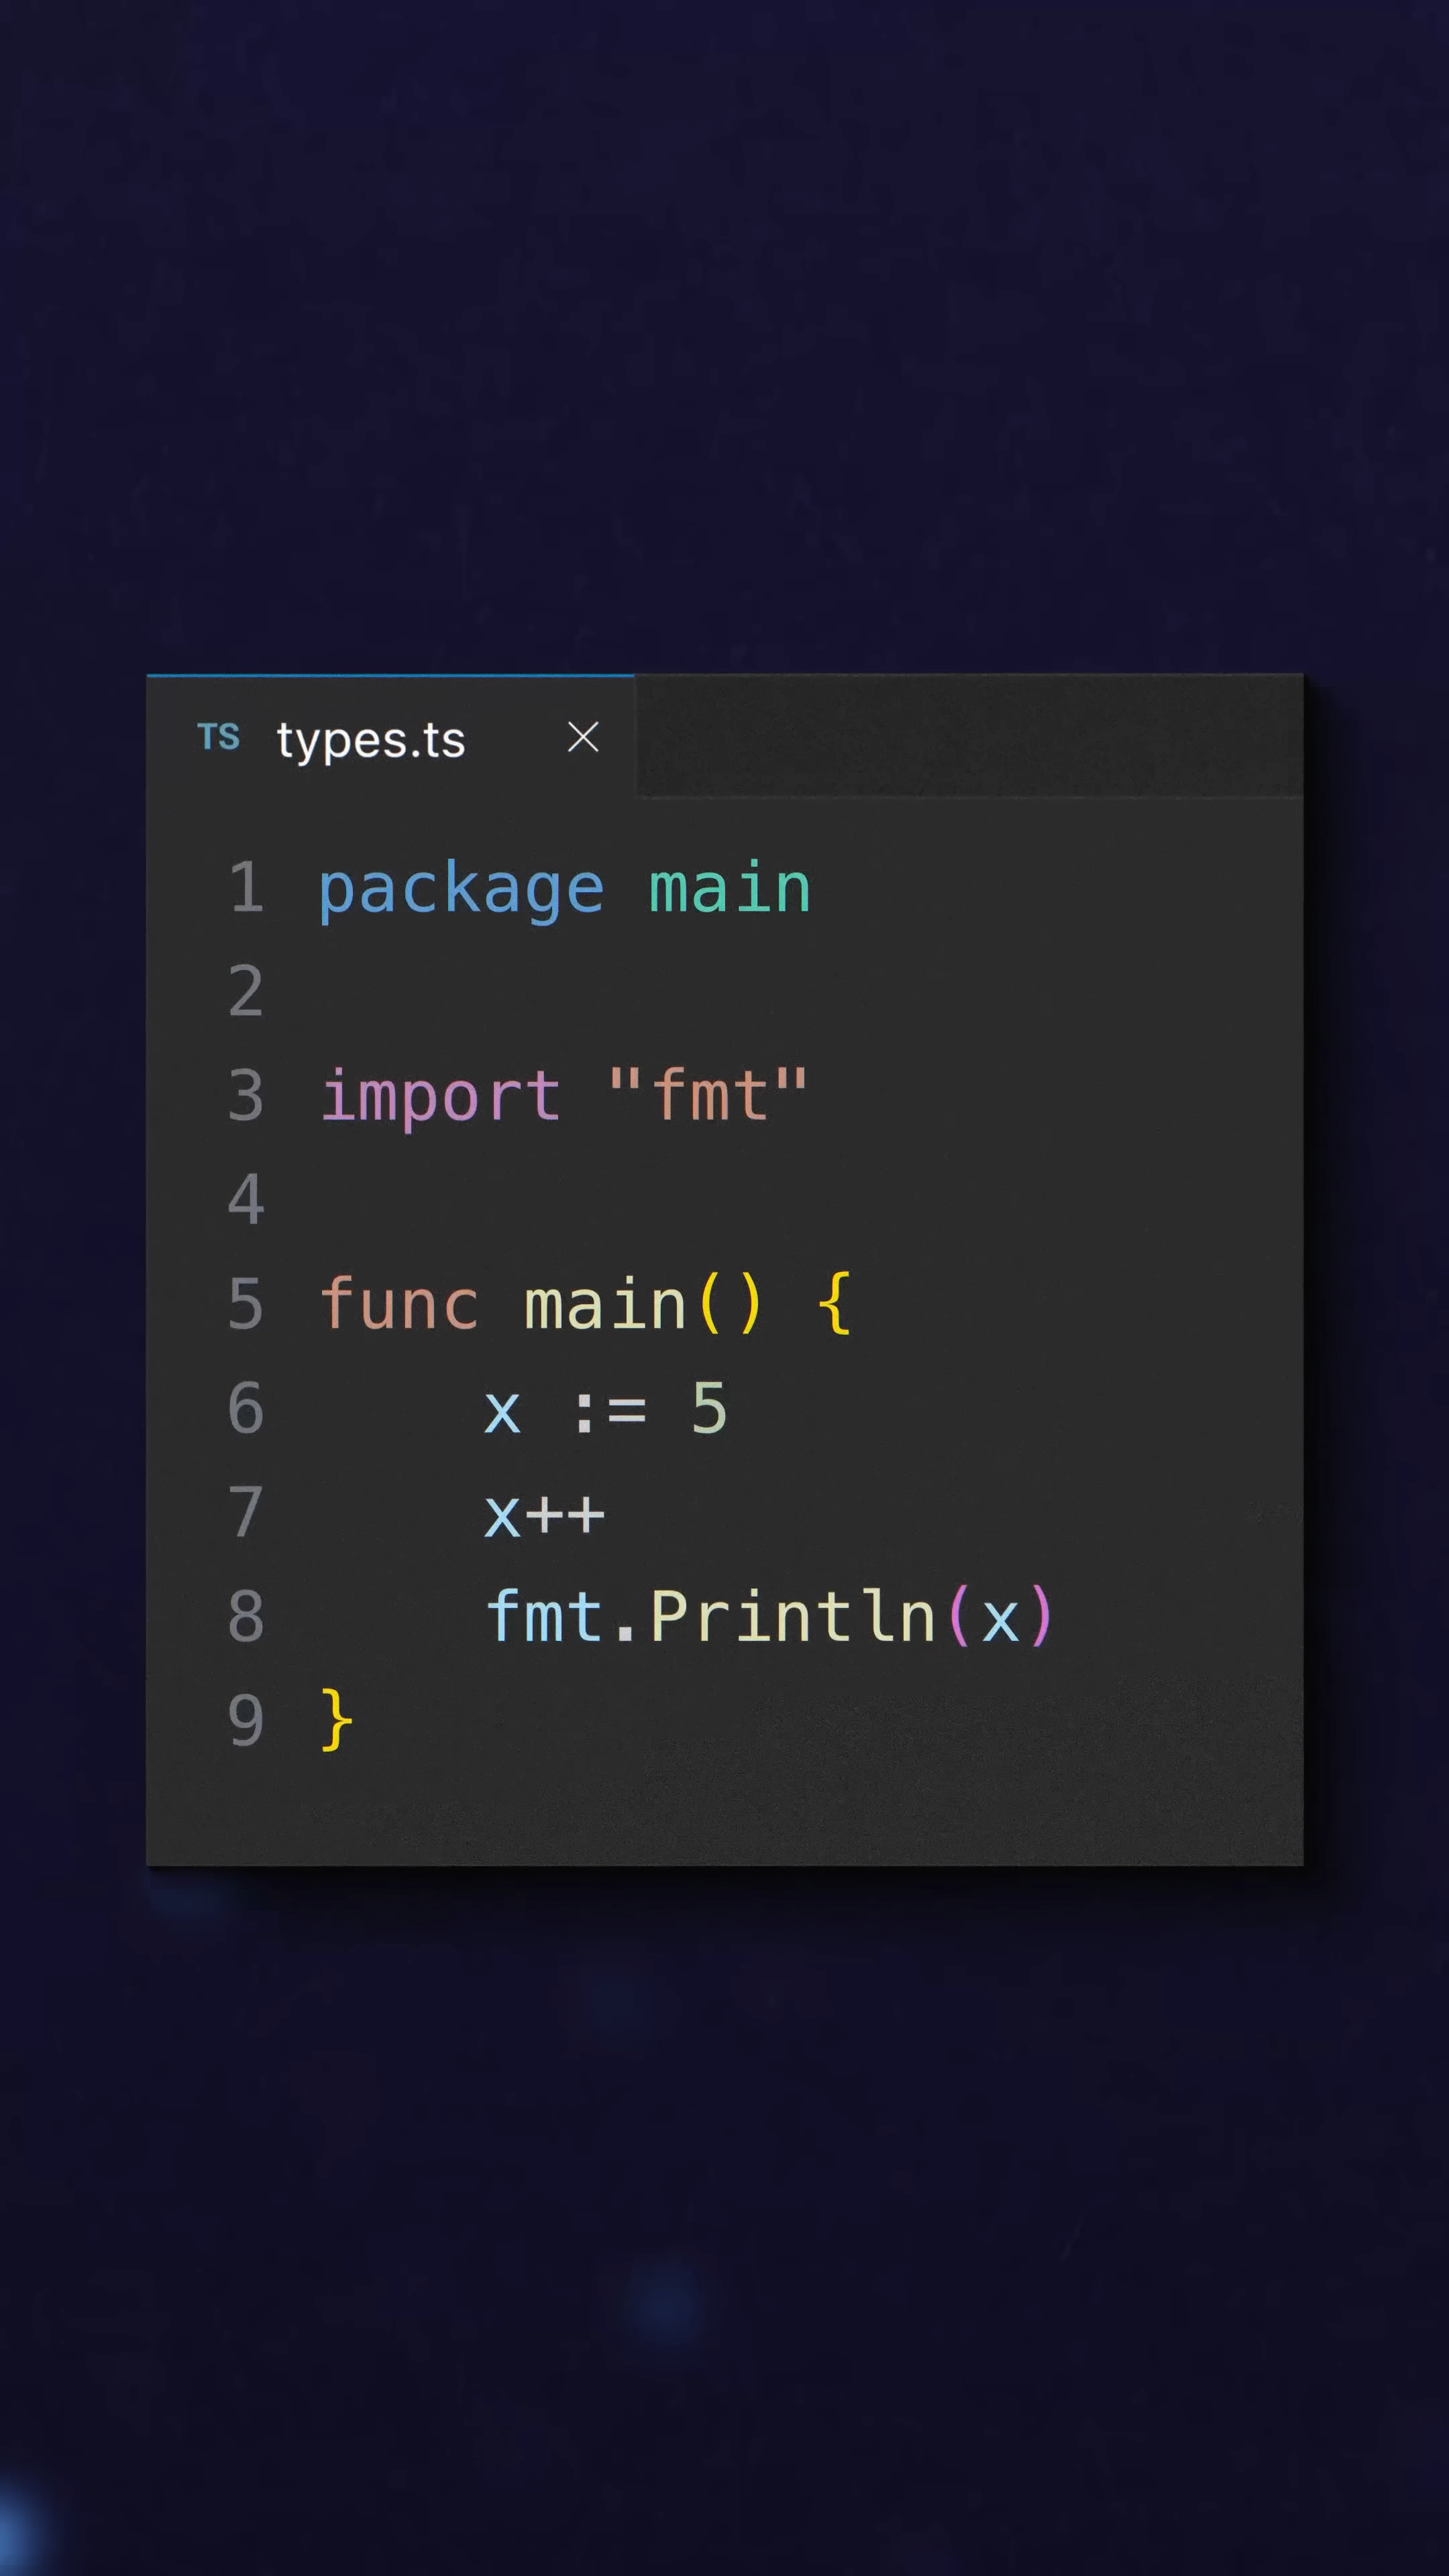 TS types.ts ×
1 package main
2
3 import "fmt"
4
5 func main() {
6     x := 5
7     x++
8     fmt.Println(x)
9 }